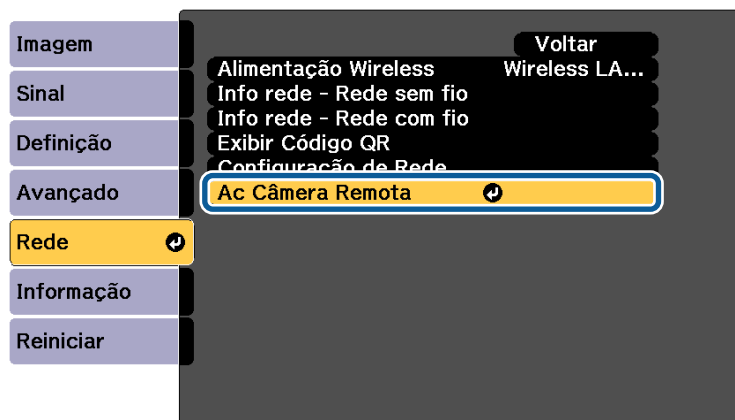 Imagem
Sinal
Definição
Avançado
Rede
Informação
Reiniciar
Voltar
Alimentação Wireless Wireless LA...
Info rede - Rede sem fio
Info rede - Rede com fio
Exibir Código QR
Configuração de Rede
Ac Câmera Remota